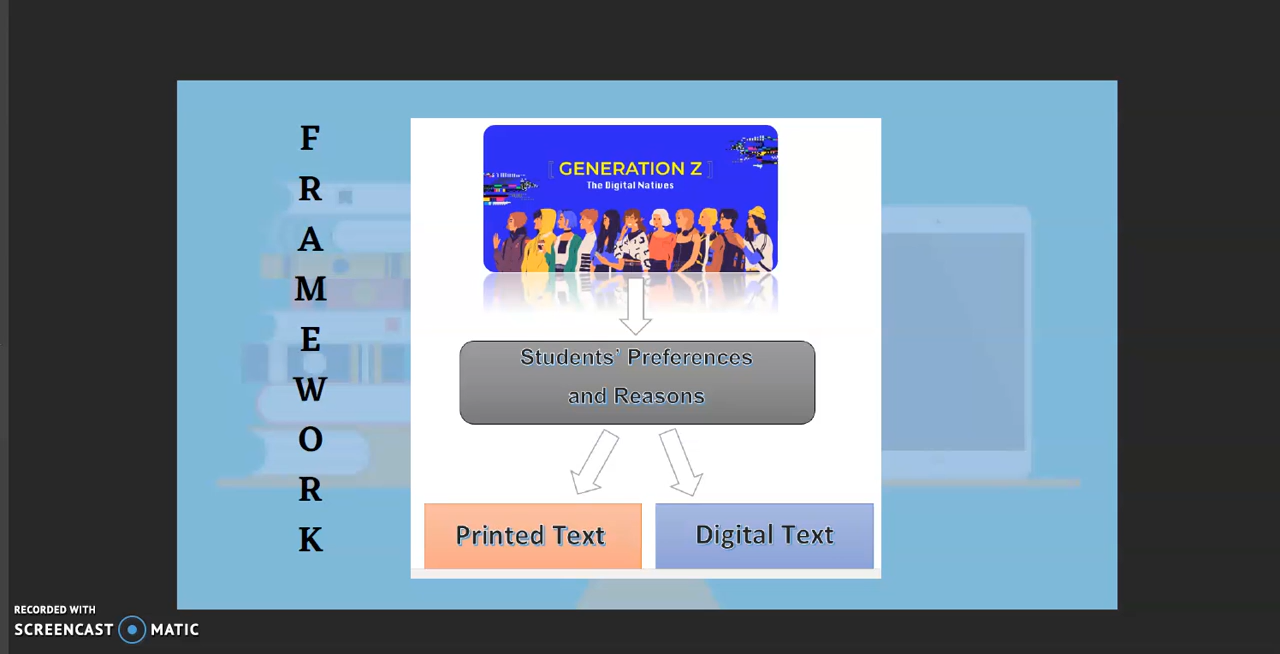 F
R
A
M
E
W
O
R
K
[ GENERATION Z ]
The Digital Natives
Students’ Preferences
and Reasons
Printed Text
Digital Text
RECORDED WITH
SCREENCAST MATIC